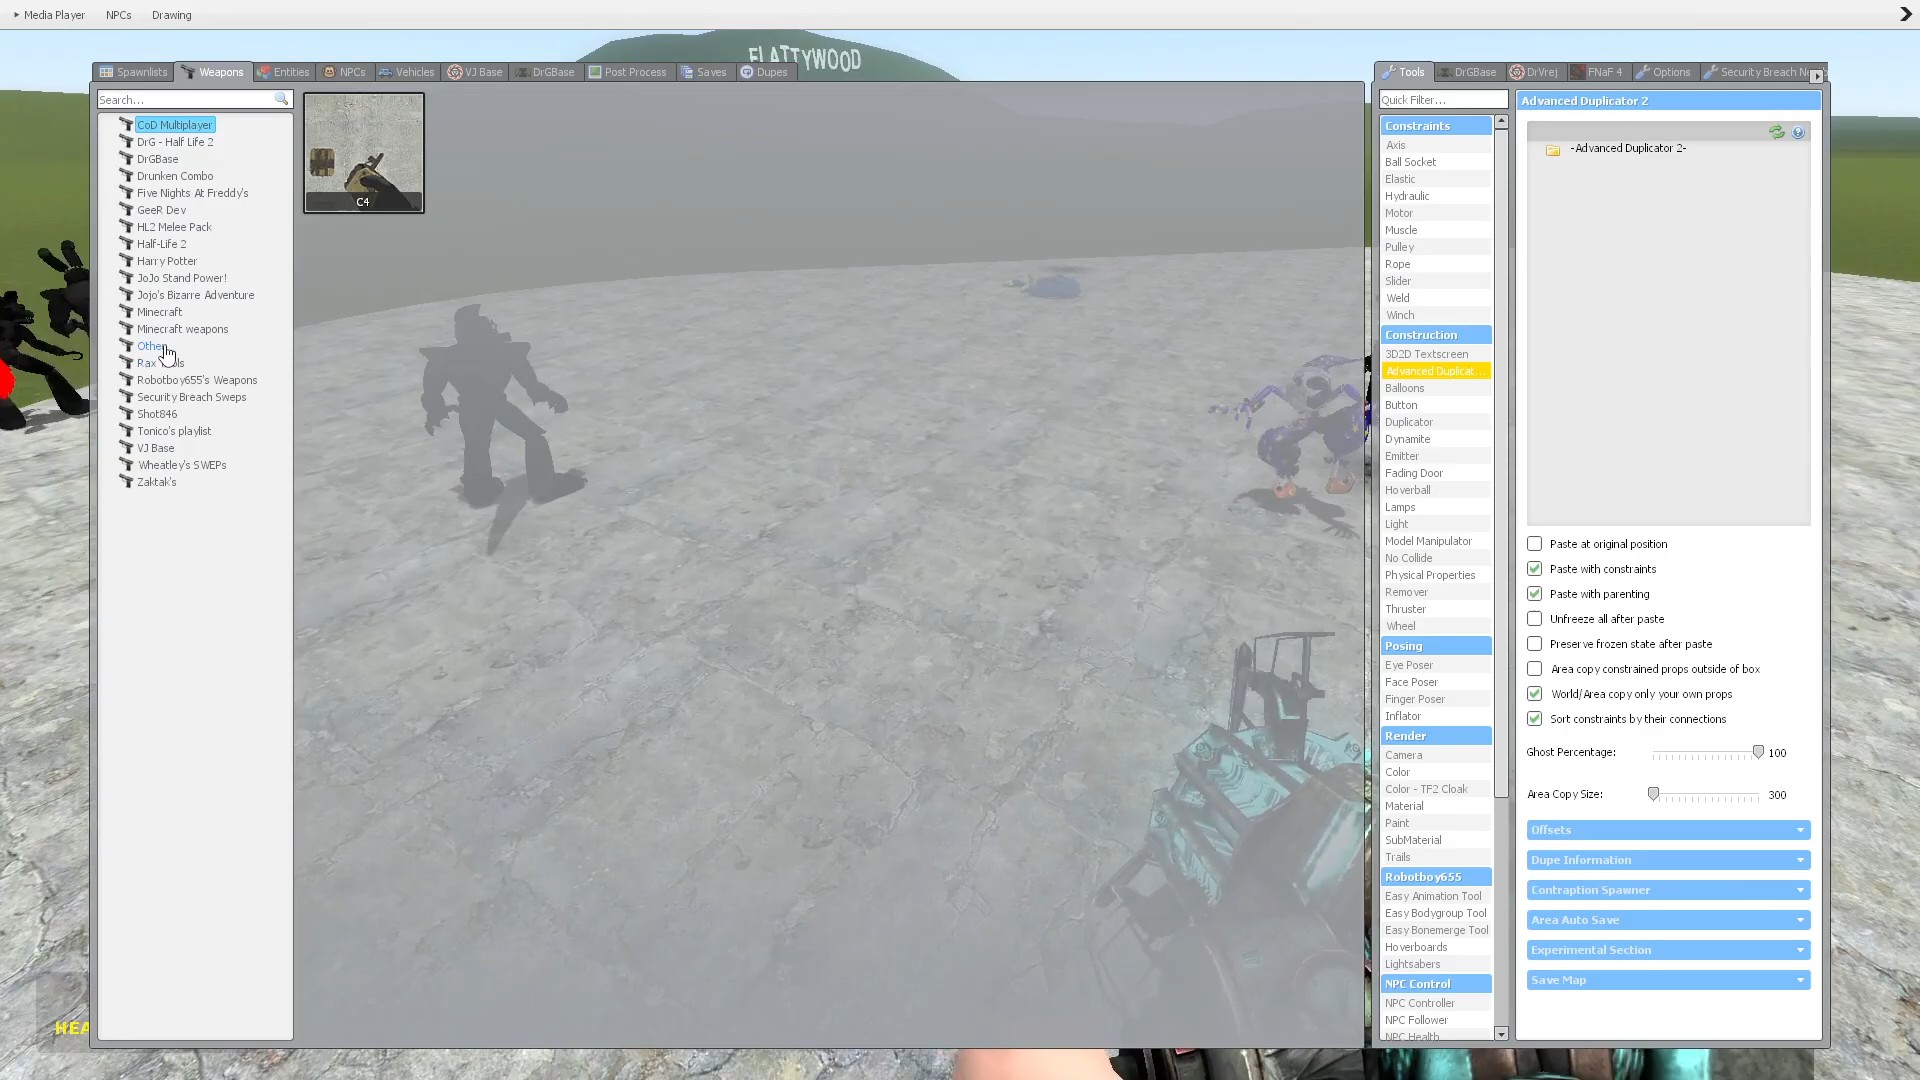 Media Player NPCs Drawing
FLATTYWOOD
Spawnlists Weapons Entities NPCs Vehicles VJ Base DrGBase Post Process Saves Dupes
Search...
CoD Multiplayer
DrG - Half Life 2
DrGBase
Drunken Combo
Five Nights At Freddy's
GeeR Dev
HL2 Melee Pack
Half-Life 2
Harry Potter
JoJo Stand Power!
Jojo's Bizarre Adventure
Minecraft
Minecraft weapons
Other
Rax
Robotboy655's Weapons
Security Breach Sweps
Shot846
Tonico's playlist
VJ Base
Wheatley's SWEPs
Zaktak's
C4
Tools DrGBase DrVrej FNaF 4 Options Security Breach
Quick Filter...
Constraints
Axis
Ball Socket
Elastic
Hydraulic
Motor
Muscle
Pulley
Rope
Slider
Weld
Winch
Construction
3D2D Textscreen
Advanced Duplicat...
Balloons
Button
Duplicator
Dynamite
Emitter
Fading Door
Hoverball
Lamps
Light
Model Manipulator
No Collide
Physical Properties
Remover
Thruster
Wheel
Posing
Eye Poser
Face Poser
Finger Poser
Inflator
Render
Camera
Color
Color - TF2 Cloak
Material
Paint
SubMaterial
Trails
Robotboy655
Easy Animation Tool
Easy Bodygroup Tool
Easy Bonemerge Tool
Hoverboards
Lightsabers
NPC Control
NPC Controller
NPC Follower
NPC Health
Advanced Duplicator 2
-Advanced Duplicator 2-
Paste at original position
Paste with constraints
Paste with parenting
Unfreeze all after paste
Preserve frozen state after paste
Area copy constrained props outside of box
World/Area copy only your own props
Sort constraints by their connections
Ghost Percentage: 100
Area Copy Size: 300
Offsets
Dupe Information
Contraption Spawner
Area Auto Save
Experimental Section
Save Map
HEA